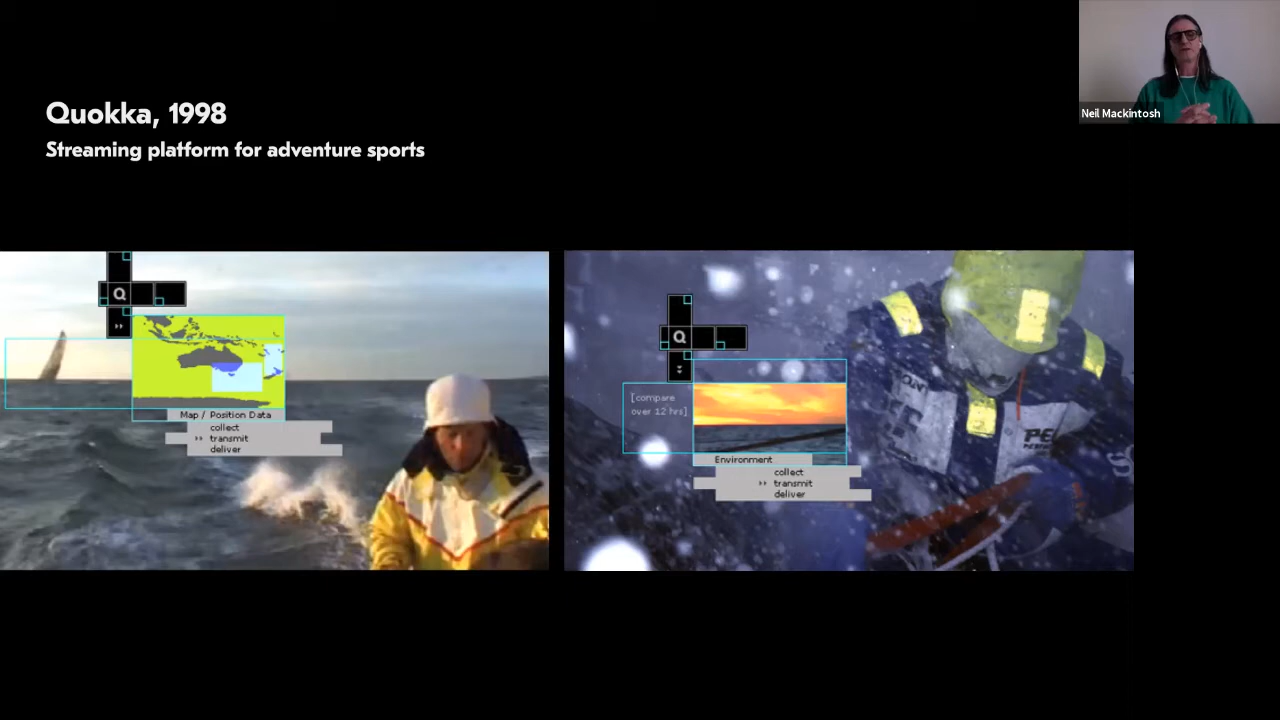 Neil Mackintosh
Quokka, 1998
Streaming platform for adventure sports
Q
Map / Position Data
collect
transmit
deliver
Q
[compare
over 12 hrs]
Environment
collect
transmit
deliver